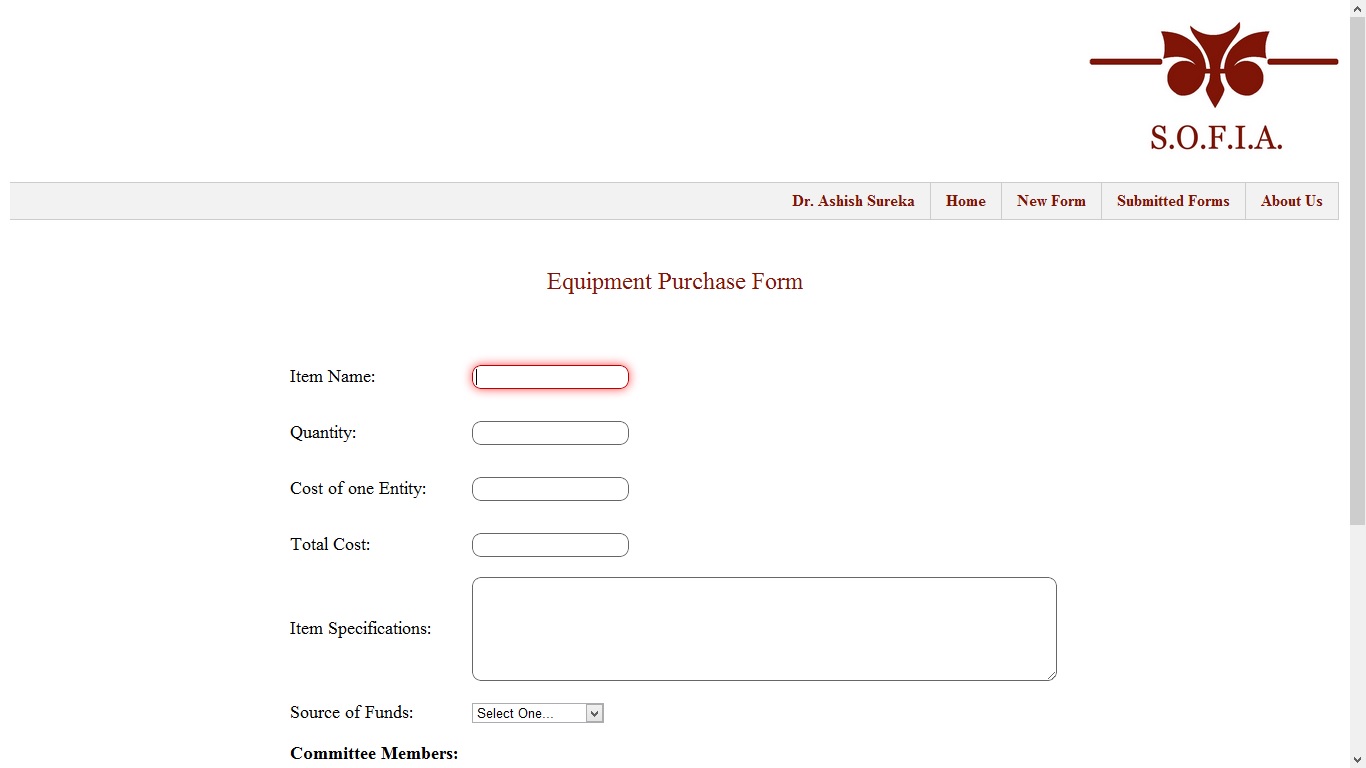 S.O.F.I.A.
Dr. Ashish Sureka Home New Form Submitted Forms About Us
Equipment Purchase Form
Item Name:
Quantity:
Cost of one Entity:
Total Cost:
Item Specifications:
Source of Funds: Select One...
Committee Members: